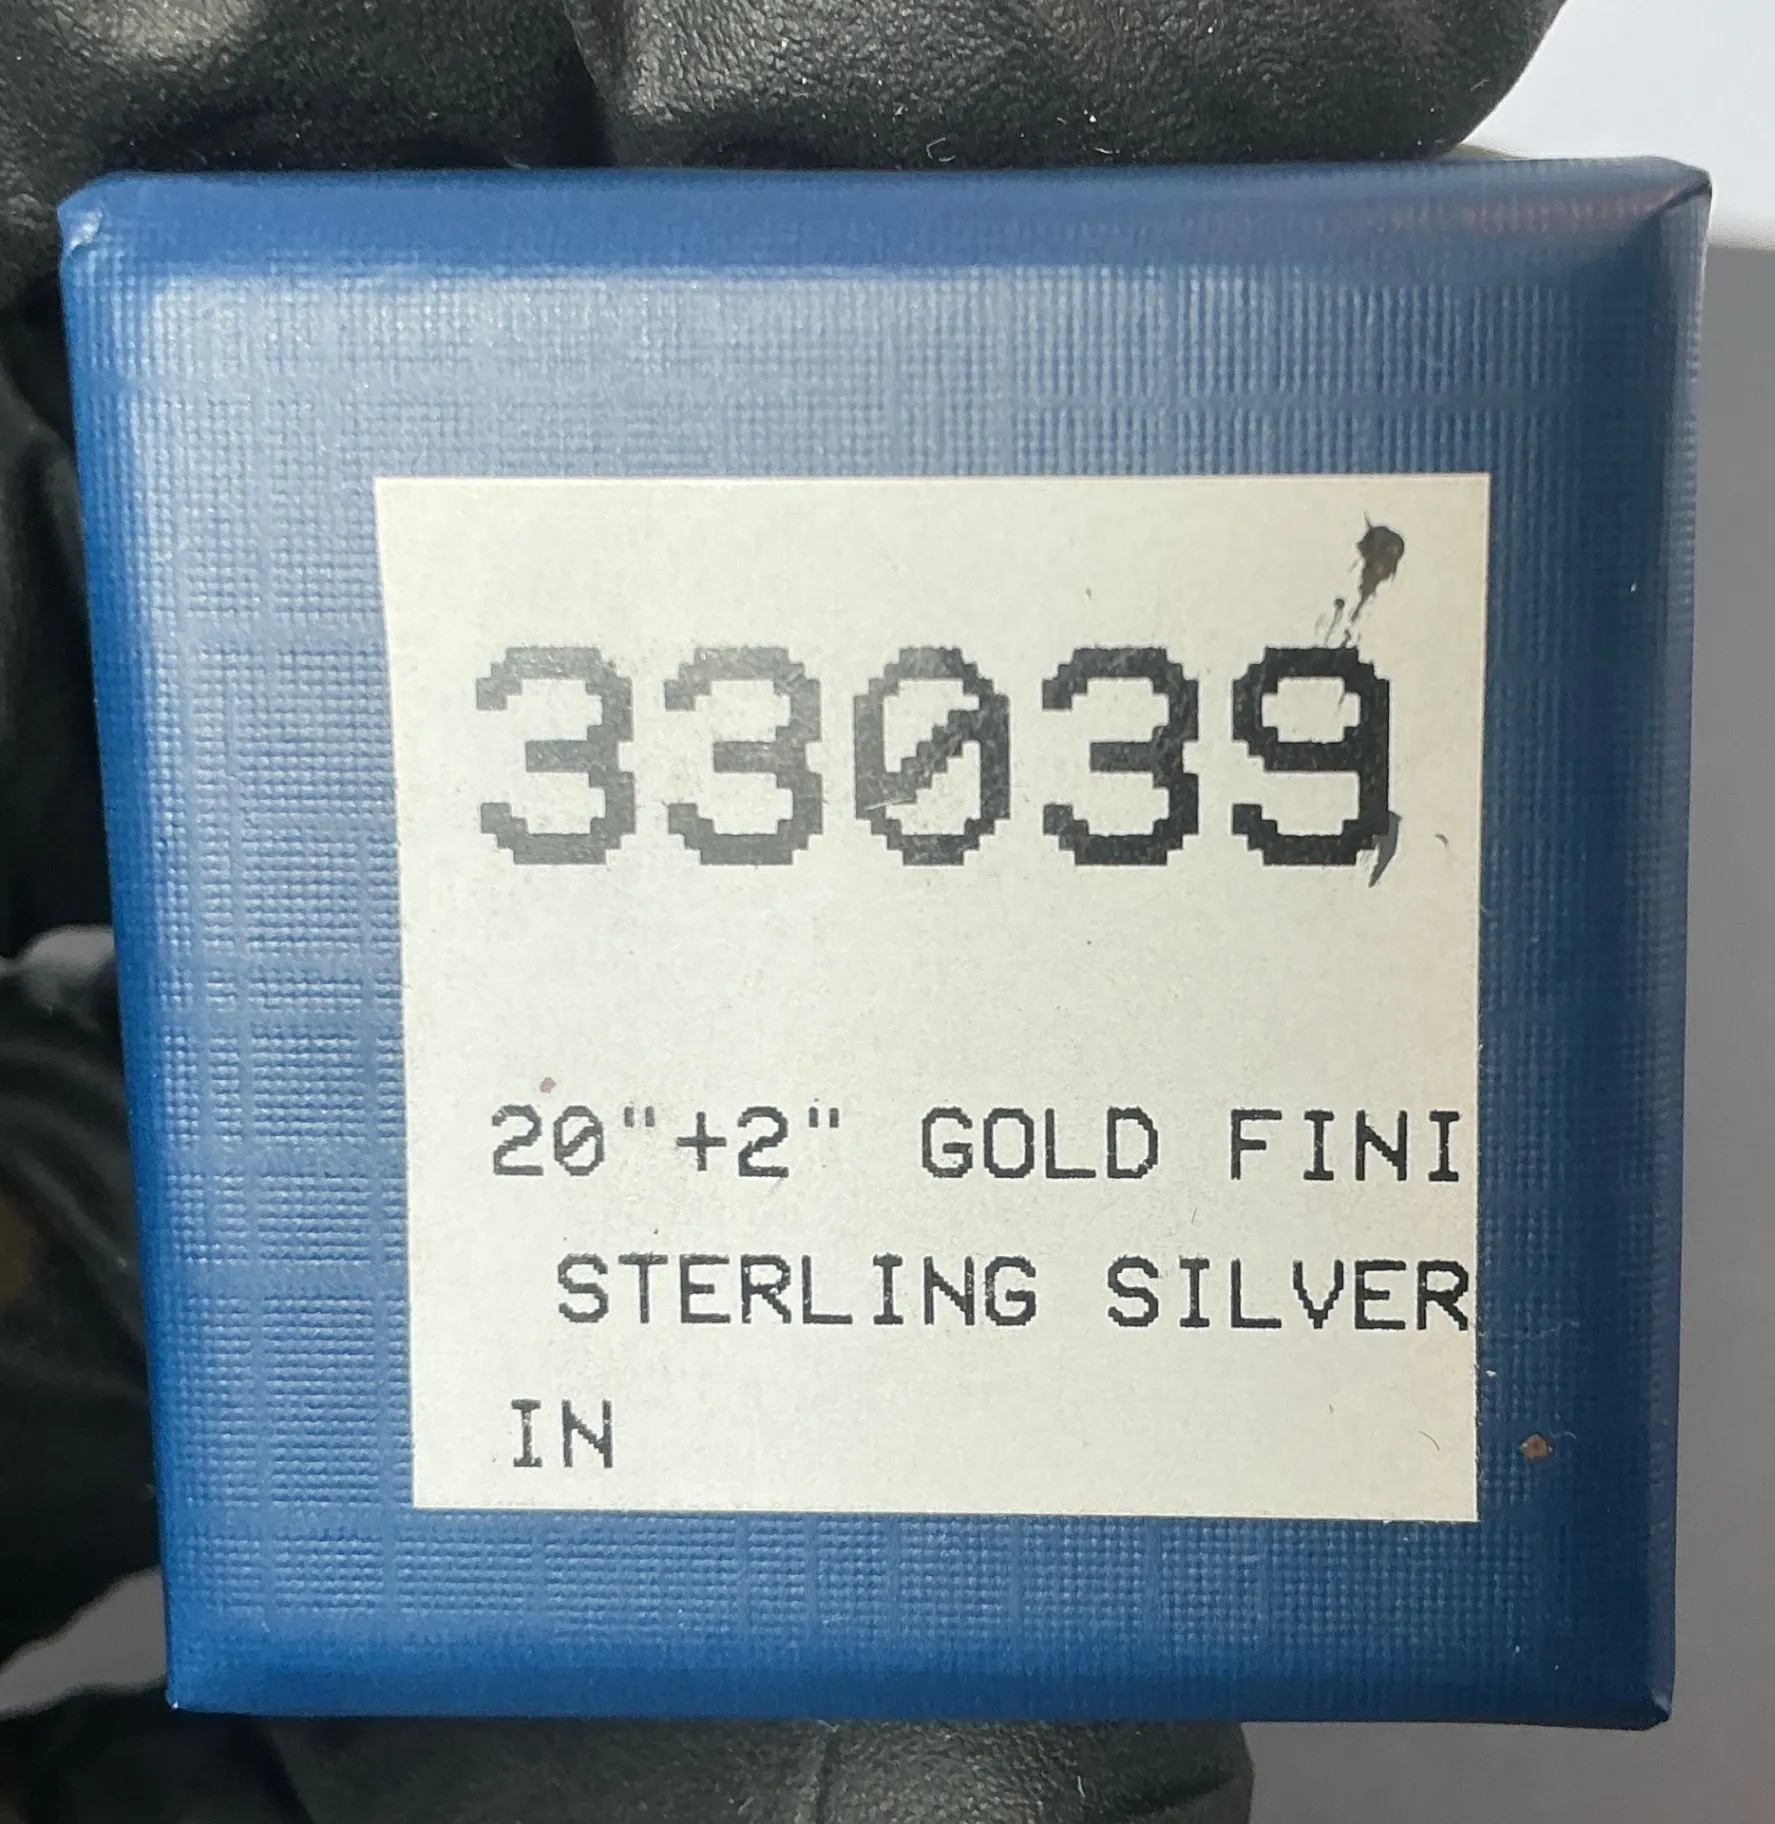 33039
20"+2" GOLD FINI
STERLING SILVER
IN